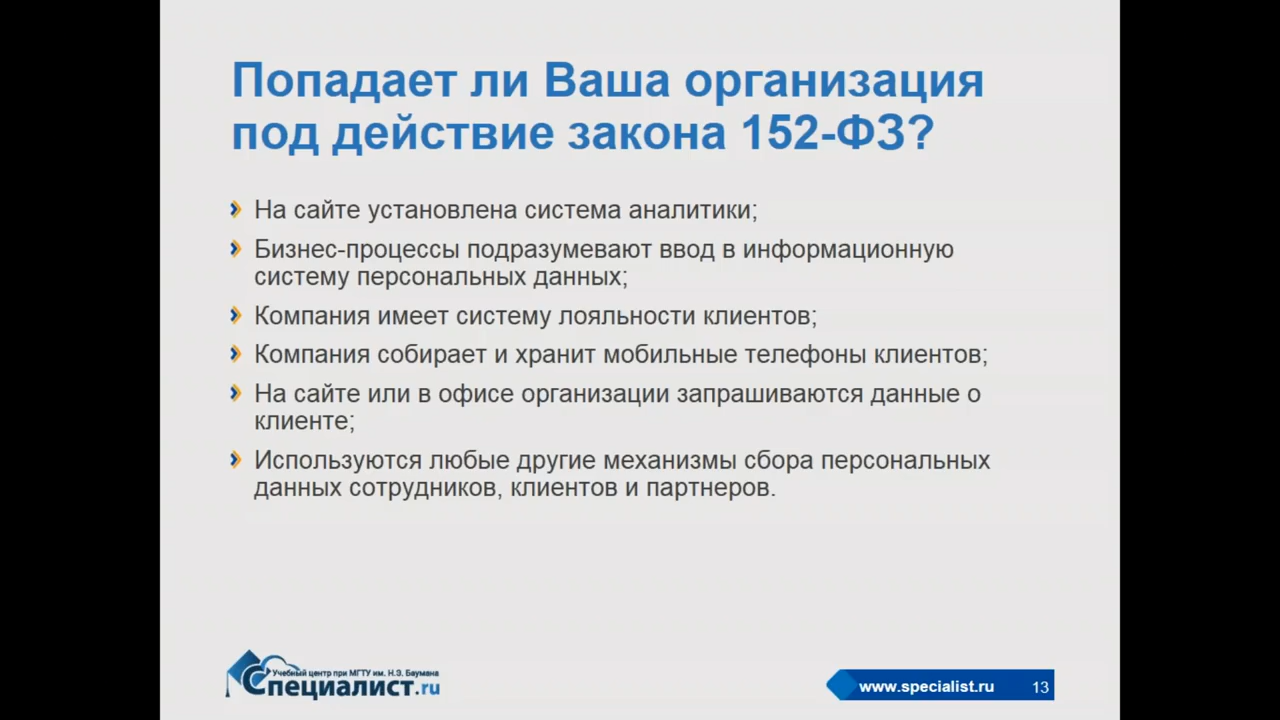 Попадает ли Ваша организация
под действие закона 152-ФЗ?
На сайте установлена система аналитики;
Бизнес-процессы подразумевают ввод в информационную
систему персональных данных;
Компания имеет систему лояльности клиентов;
Компания собирает и хранит мобильные телефоны клиентов;
На сайте или в офисе организации запрашиваются данные о
клиенте;
Используются любые другие механизмы сбора персональных
данных сотрудников, клиентов и партнеров.
Учебный центр при МГТУ им. Н.Э. Баумана
Специалист.ru
www.specialist.ru 13